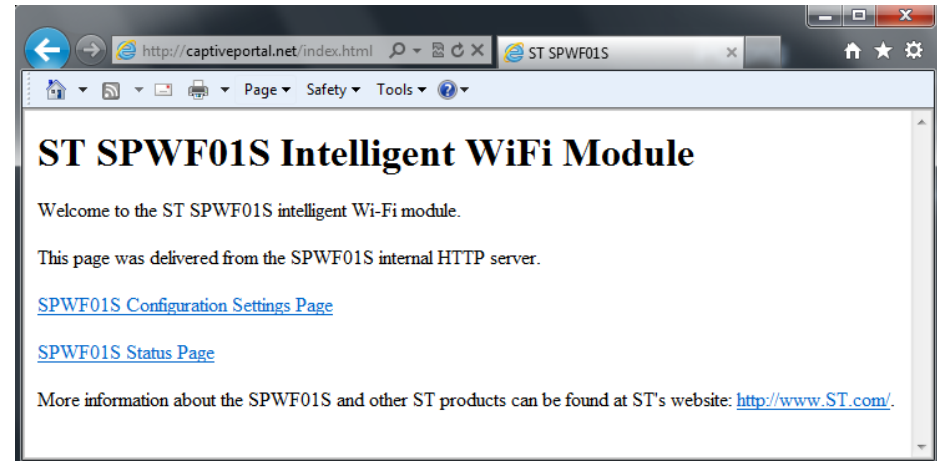 http://captiveportal.net/index.html
ST SPWF01S
Page Safety Tools
ST SPWF01S Intelligent WiFi Module
Welcome to the ST SPWF01S intelligent Wi-Fi module.
This page was delivered from the SPWF01S internal HTTP server.
SPWF01S Configuration Settings Page
SPWF01S Status Page
More information about the SPWF01S and other ST products can be found at ST's website: http://www.ST.com/.